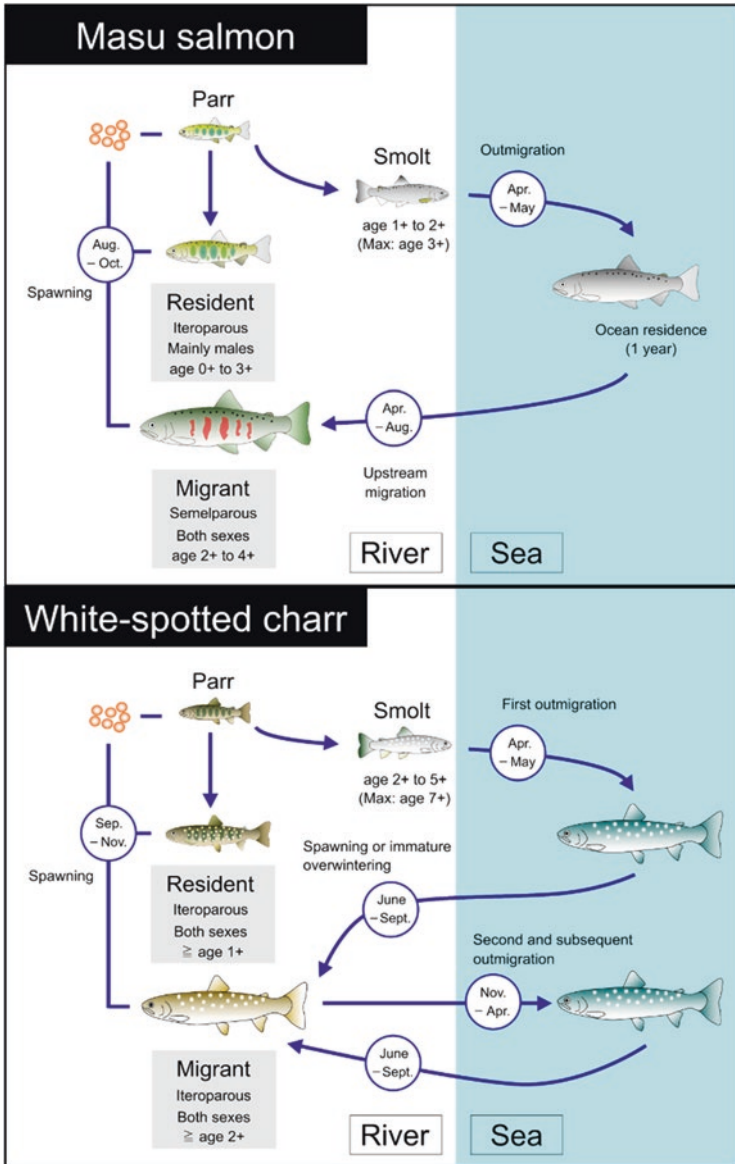 Masu salmon
Parr
Smolt
age 1+ to 2+
(Max: age 3+)
Outmigration
Apr.
– May
Aug.
– Oct.
Spawning
Resident
Iteroparous
Mainly males
age 0+ to 3+
Ocean residence
(1 year)
Apr.
– Aug.
Upstream
migration
Migrant
Semelparous
Both sexes
age 2+ to 4+
River
Sea
White-spotted charr
Parr
Smolt
age 2+ to 5+
(Max: age 7+)
First outmigration
Apr.
– May
Sep.
– Nov.
Spawning
Resident
Iteroparous
Both sexes
≧ age 1+
Spawning or immature
overwintering
June
– Sept.
Second and subsequent
outmigration
Nov.
– Apr.
June
– Sept.
Migrant
Iteroparous
Both sexes
≧ age 2+
River
Sea